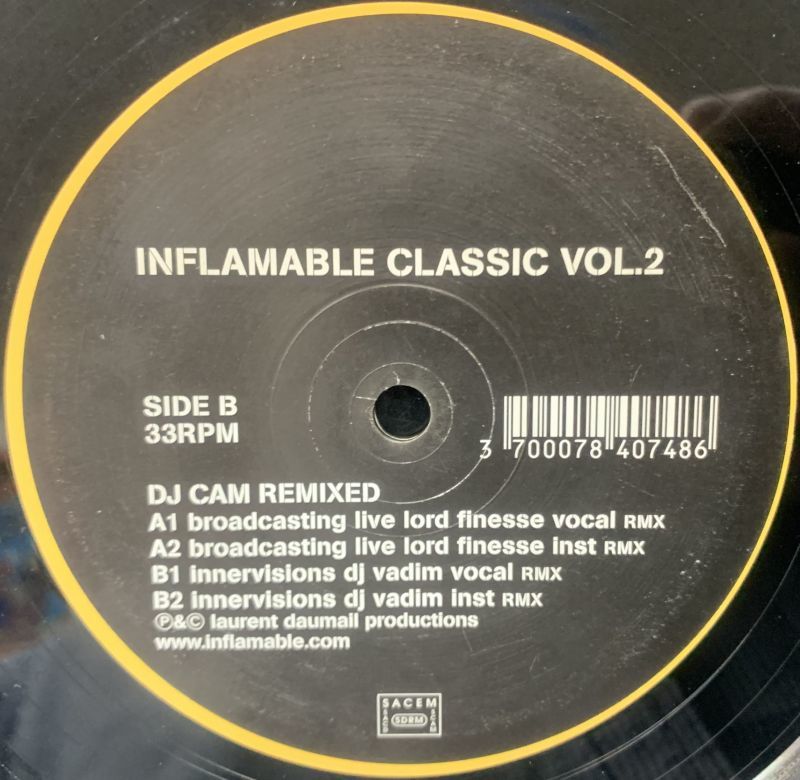 INFLAMABLE CLASSIC VOL.2
SIDE B
33RPM
3 700078 407486
DJ CAM REMIXED
A1 broadcasting live lord finesse vocal RMX
A2 broadcasting live lord finesse inst RMX
B1 innervisions dj vadim vocal RMX
B2 innervisions dj vadim inst RMX
℗&© laurent daumail productions
www.inflamable.com
SACEM
SACD SDRM SCAM